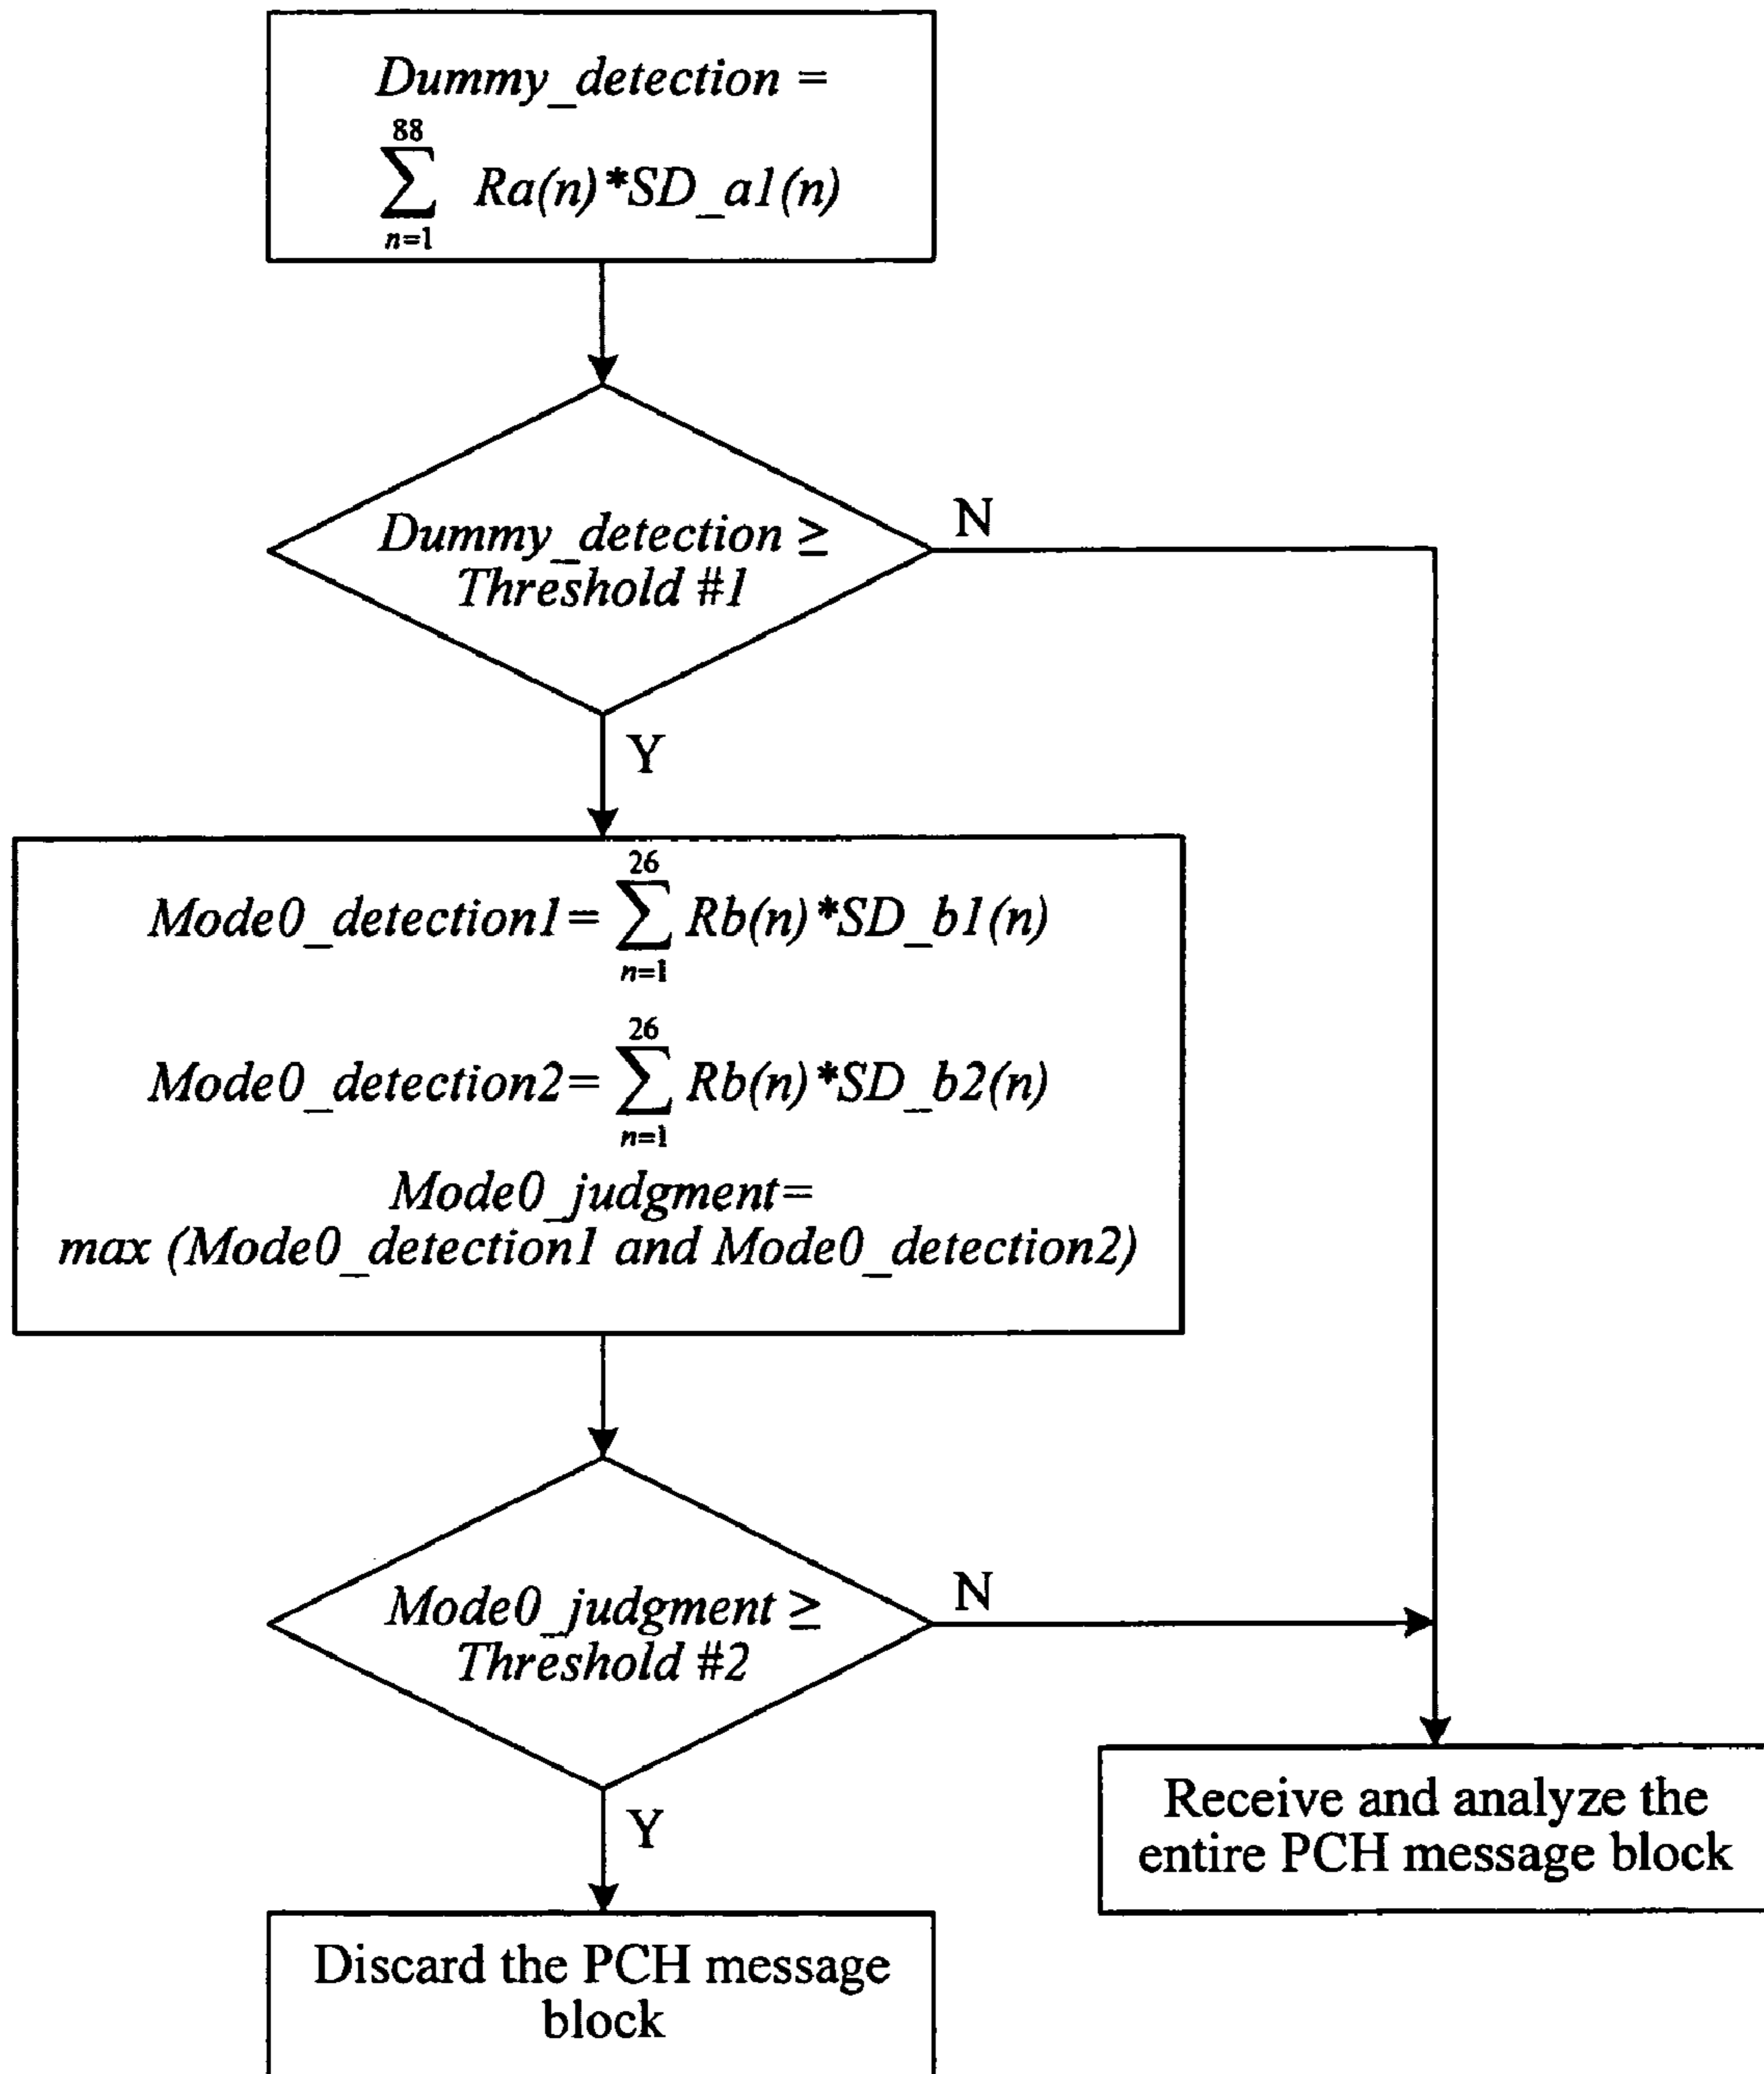 Dummy_detection =
88
∑ Ra(n)*SD_a1(n)
n=1
Dummy_detection ≥
Threshold #1
N
Y
26
Mode0_detection1= ∑ Rb(n)*SD_b1(n)
n=1
26
Mode0_detection2= ∑ Rb(n)*SD_b2(n)
n=1
Mode0_judgment=
max (Mode0_detection1 and Mode0_detection2)
Mode0_judgment ≥
Threshold #2
N
Y
Receive and analyze the
entire PCH message block
Discard the PCH message
block